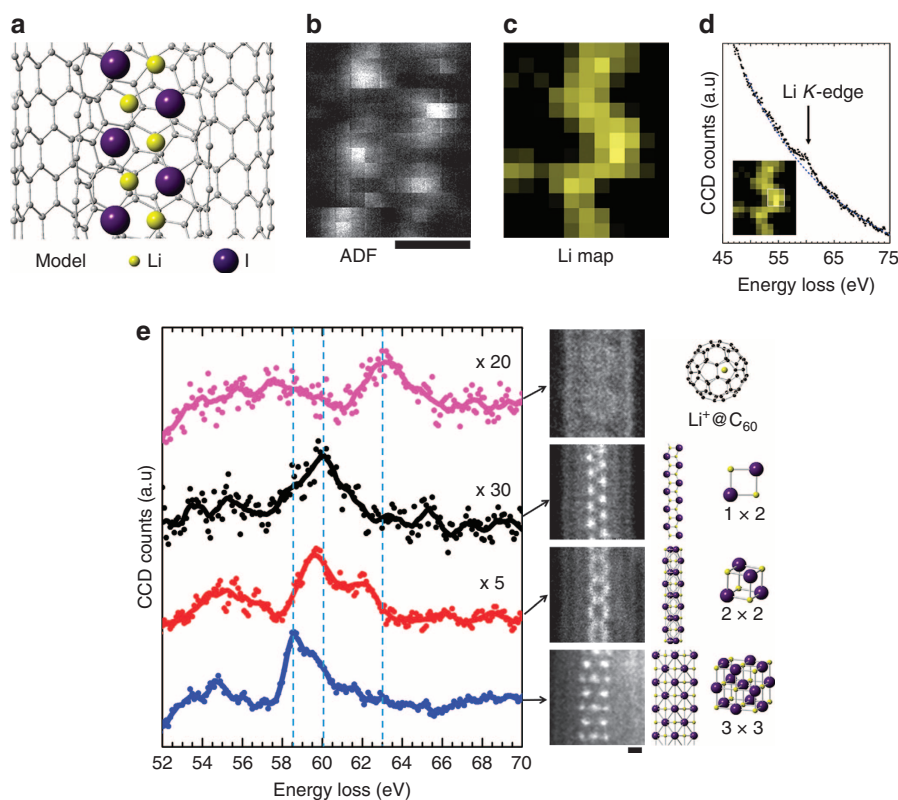 a
b
c
d
Model
Li
I
ADF
Li map
CCD counts (a.u)
Li K-edge
45 55 65 75
Energy loss (eV)
e
CCD counts (a.u)
x 20
x 30
x 5
52 54 56 58 60 62 64 66 68 70
Energy loss (eV)
Li⁺@C₆₀
1 × 2
2 × 2
3 × 3